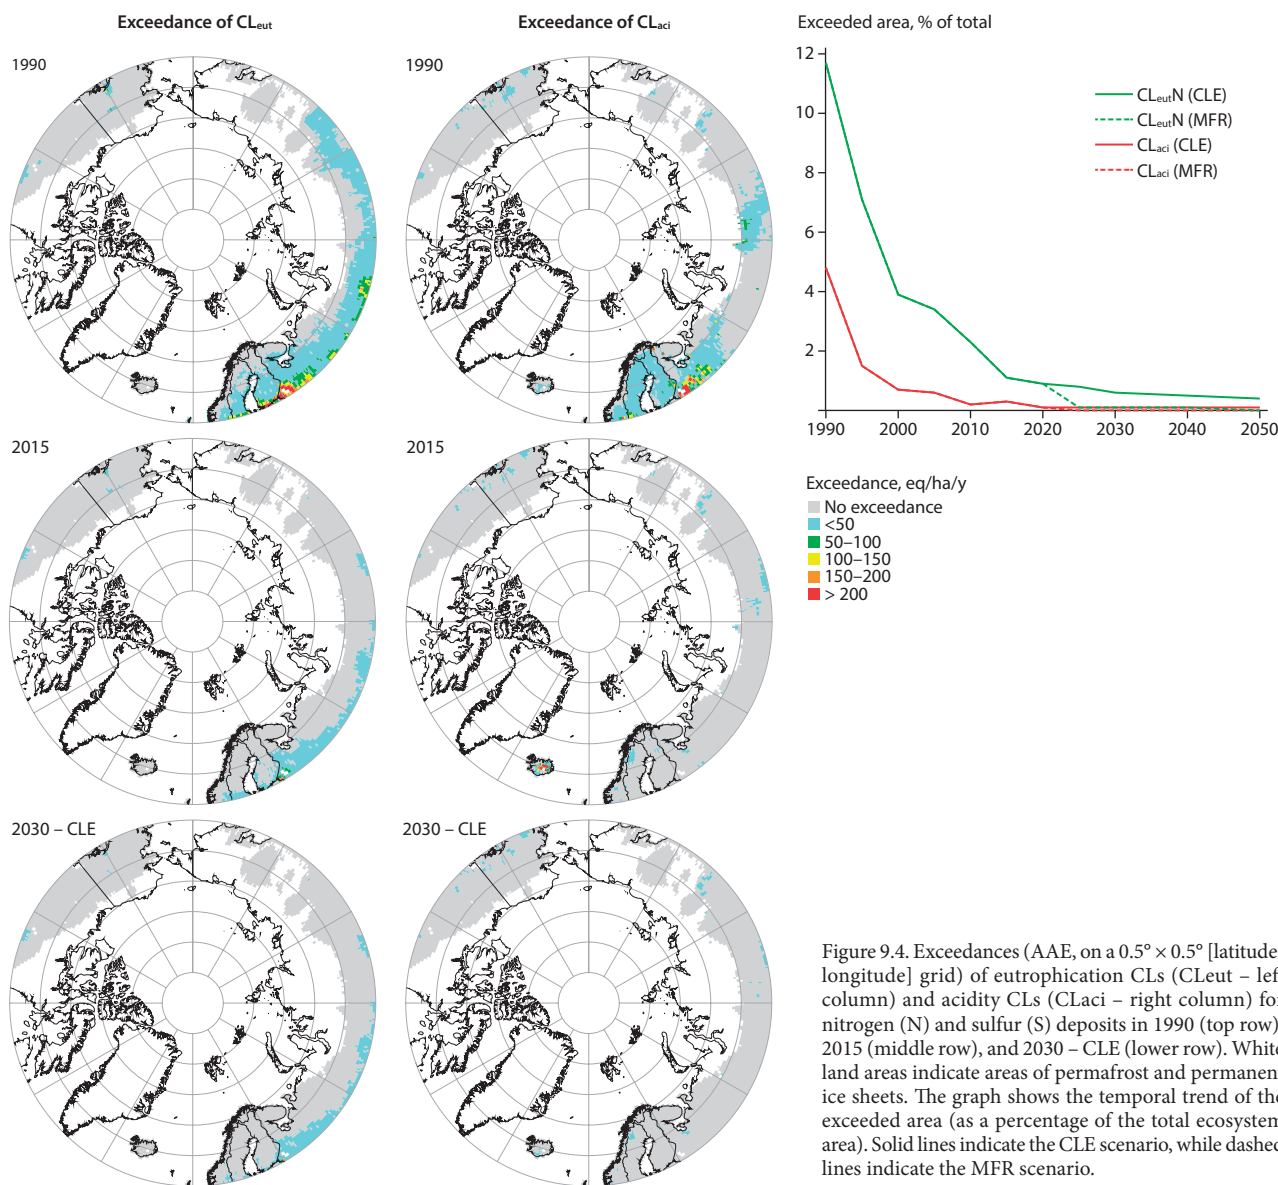 Exceedance of CLeut
Exceedance of CLaci
Exceeded area, % of total
1990
1990
12
10
8
6
4
2
1990 2000 2010 2020 2030 2040 2050
CLeutN (CLE)
CLeutN (MFR)
CLaci (CLE)
CLaci (MFR)
2015
2015
Exceedance, eq/ha/y
No exceedance
<50
50–100
100–150
150–200
> 200
2030 – CLE
2030 – CLE
Figure 9.4. Exceedances (AAE, on a 0.5° × 0.5° [latitude
longitude] grid) of eutrophication CLs (CLeut – lef
column) and acidity CLs (CLaci – right column) fo
nitrogen (N) and sulfur (S) deposits in 1990 (top row)
2015 (middle row), and 2030 – CLE (lower row). White
land areas indicate areas of permafrost and permanen
ice sheets. The graph shows the temporal trend of the
exceeded area (as a percentage of the total ecosystem
area). Solid lines indicate the CLE scenario, while dashed
lines indicate the MFR scenario.